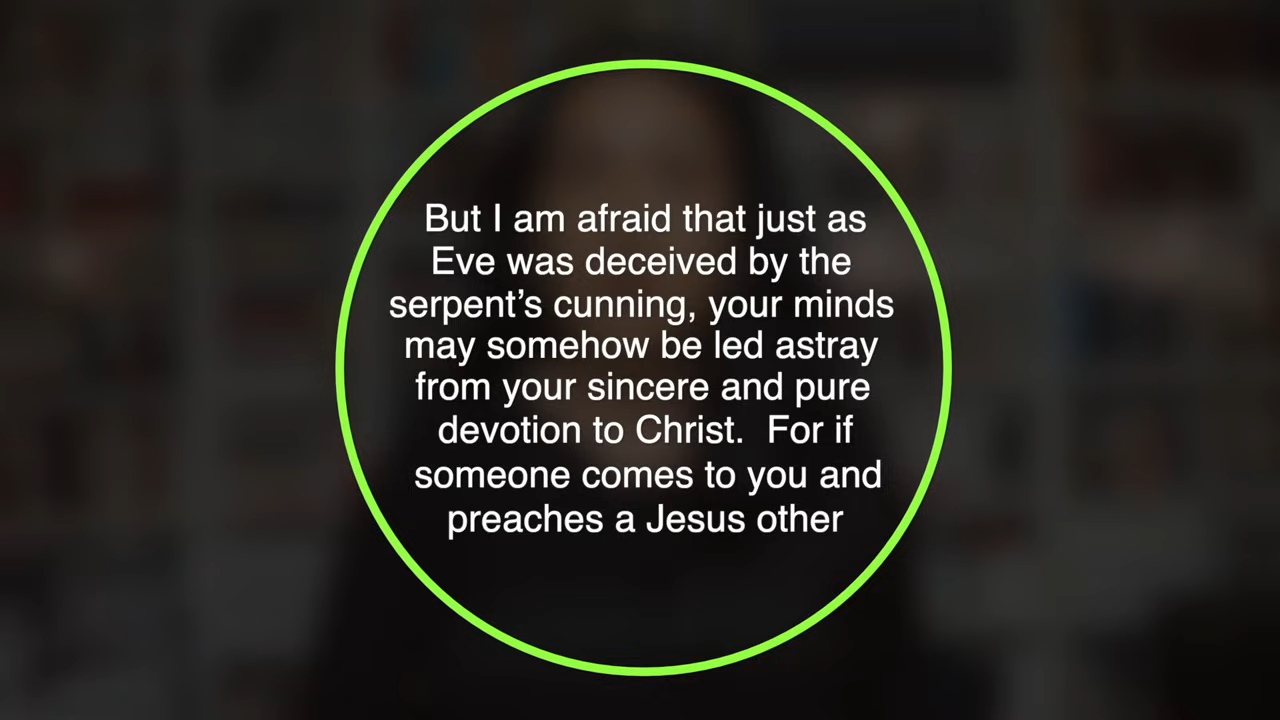 But I am afraid that just as
Eve was deceived by the
serpent’s cunning, your minds
may somehow be led astray
from your sincere and pure
devotion to Christ.  For if
someone comes to you and
preaches a Jesus other